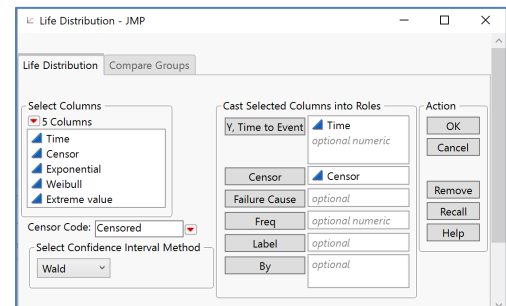 Life Distribution - JMP
Life Distribution
Compare Groups
Select Columns
5 Columns
Time
Censor
Exponential
Weibull
Extreme value
Censor Code: Censored
Select Confidence Interval Method
Wald
Cast Selected Columns into Roles
Y, Time to Event
Time
optional numeric
Censor
Censor
Failure Cause
optional
Freq
optional numeric
Label
optional
By
optional
Action
OK
Cancel
Remove
Recall
Help